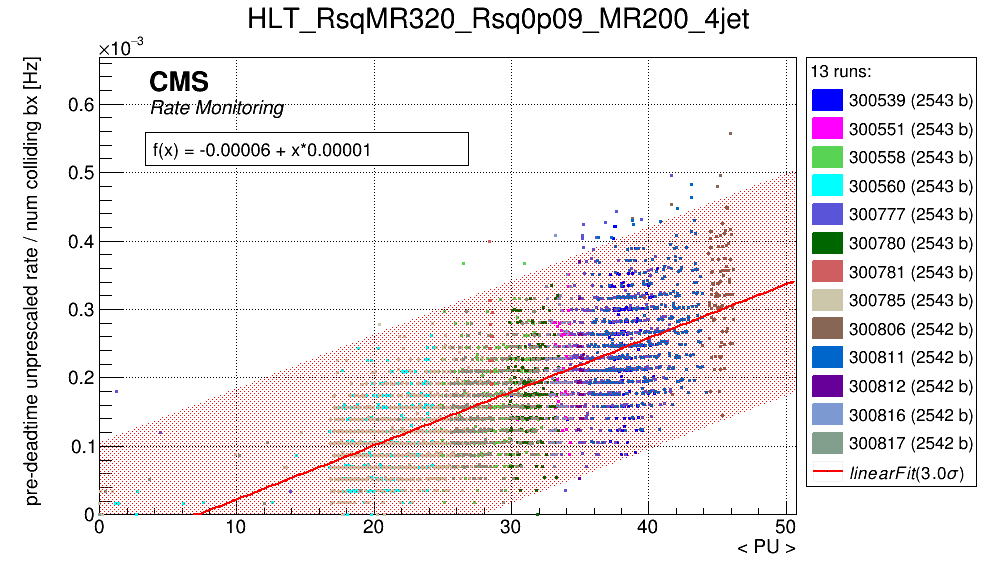 HLT_RsqMR320_Rsq0p09_MR200_4jet
×10⁻³
CMS
Rate Monitoring
f(x) = -0.00006 + x*0.00001
pre-deadtime unprescaled rate / num colliding bx [Hz]
0.6
0.5
0.4
0.3
0.2
0.1
0
0 10 20 30 40 50
< PU >
13 runs:
300539 (2543 b)
300551 (2543 b)
300558 (2543 b)
300560 (2543 b)
300777 (2543 b)
300780 (2543 b)
300781 (2543 b)
300785 (2543 b)
300806 (2542 b)
300811 (2542 b)
300812 (2542 b)
300816 (2542 b)
300817 (2542 b)
linearFit(3.0σ)